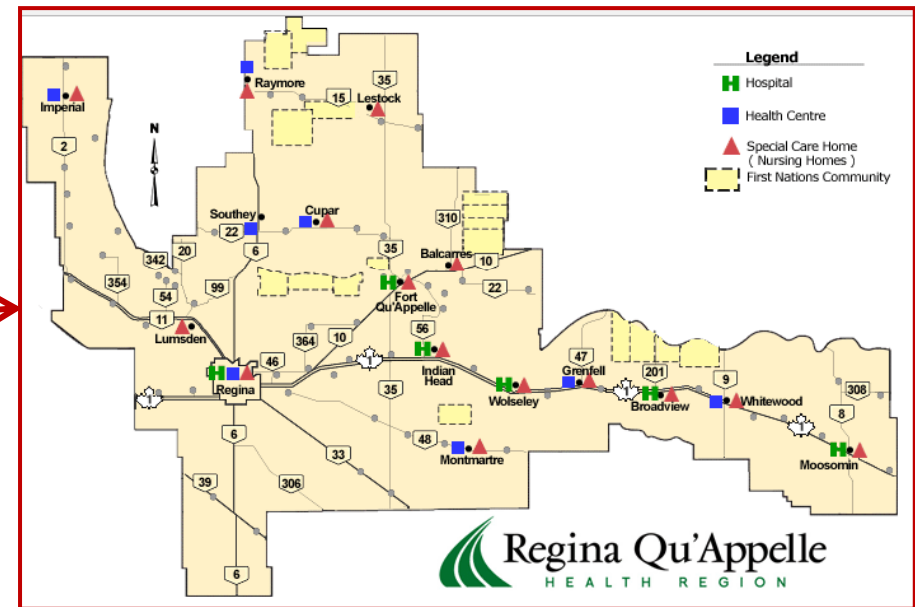 Legend
Hospital
Health Centre
Special Care Home
( Nursing Homes )
First Nations Community
N
Imperial
2
Raymore
35
15
Lestock
Southey
22
6
Cupar
310
Balcarres
10
22
35
20
342
354
54
99
11
Lumsden
Fort
Qu'Appelle
56
364
10
46
Regina
1
1
Indian
Head
47
Grenfell
Wolseley
1
201
Broadview
9
Whitewood
308
8
1
Moosomin
35
48
Montmartre
6
33
39
306
6
Regina Qu'Appelle
HEALTH REGION